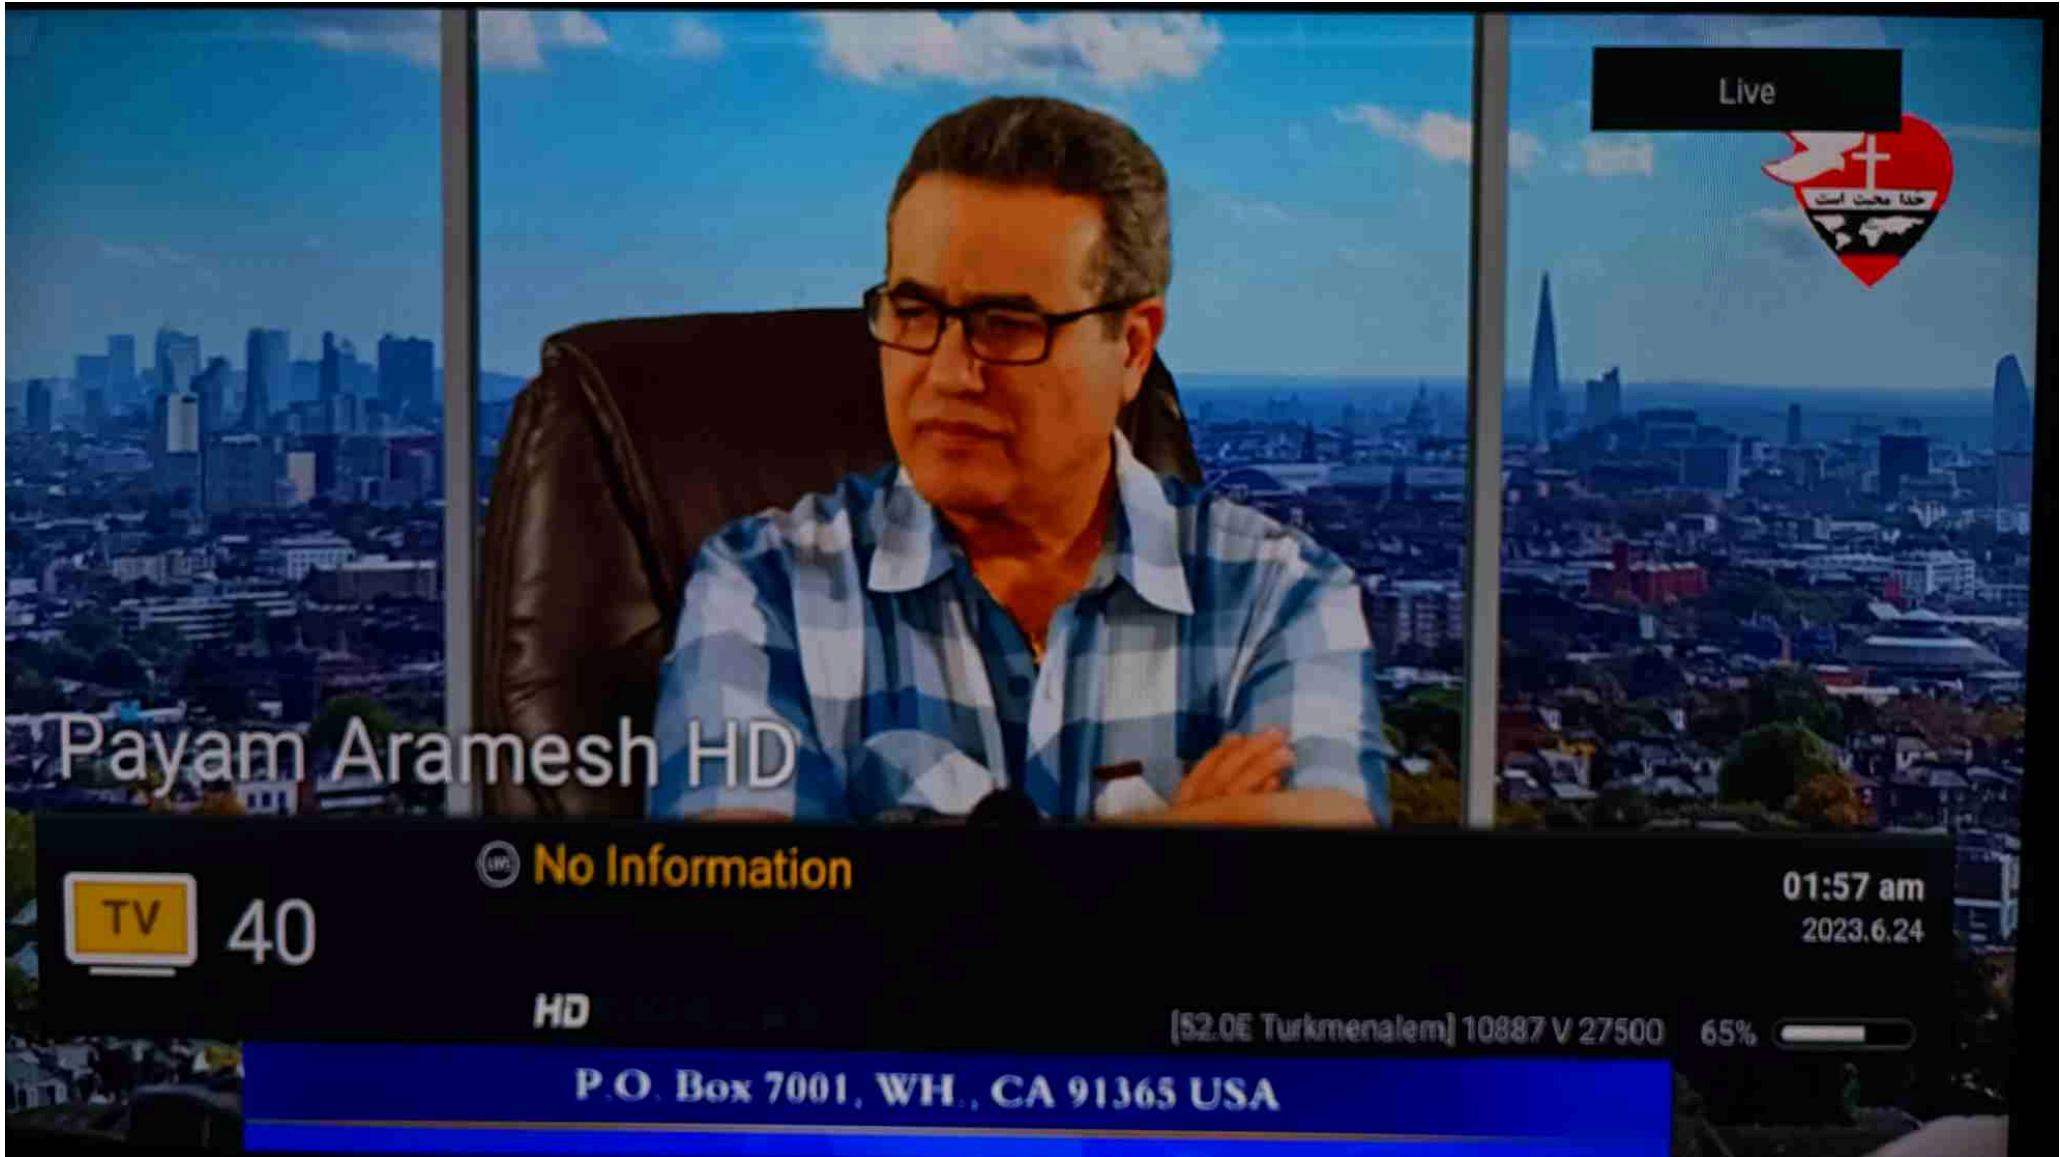 Live
خدا محبت است
Payam Aramesh HD
LIVE
No Information
TV
40
01:57 am
2023.6.24
HD
[52.0E Turkmenalem] 10887 V 27500
65%
P.O. Box 7001, WH., CA 91365 USA